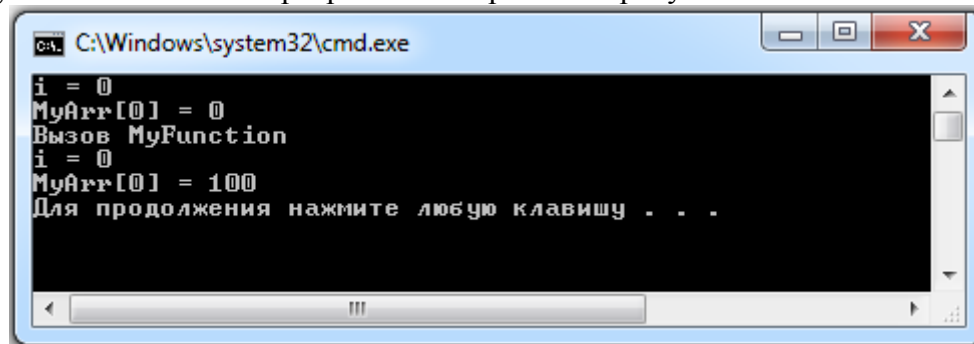 C:\Windows\system32\cmd.exe
i = 0
MyArr[0] = 0
Вызов MyFunction
i = 0
MyArr[0] = 100
Для продолжения нажмите любую клавишу . . .